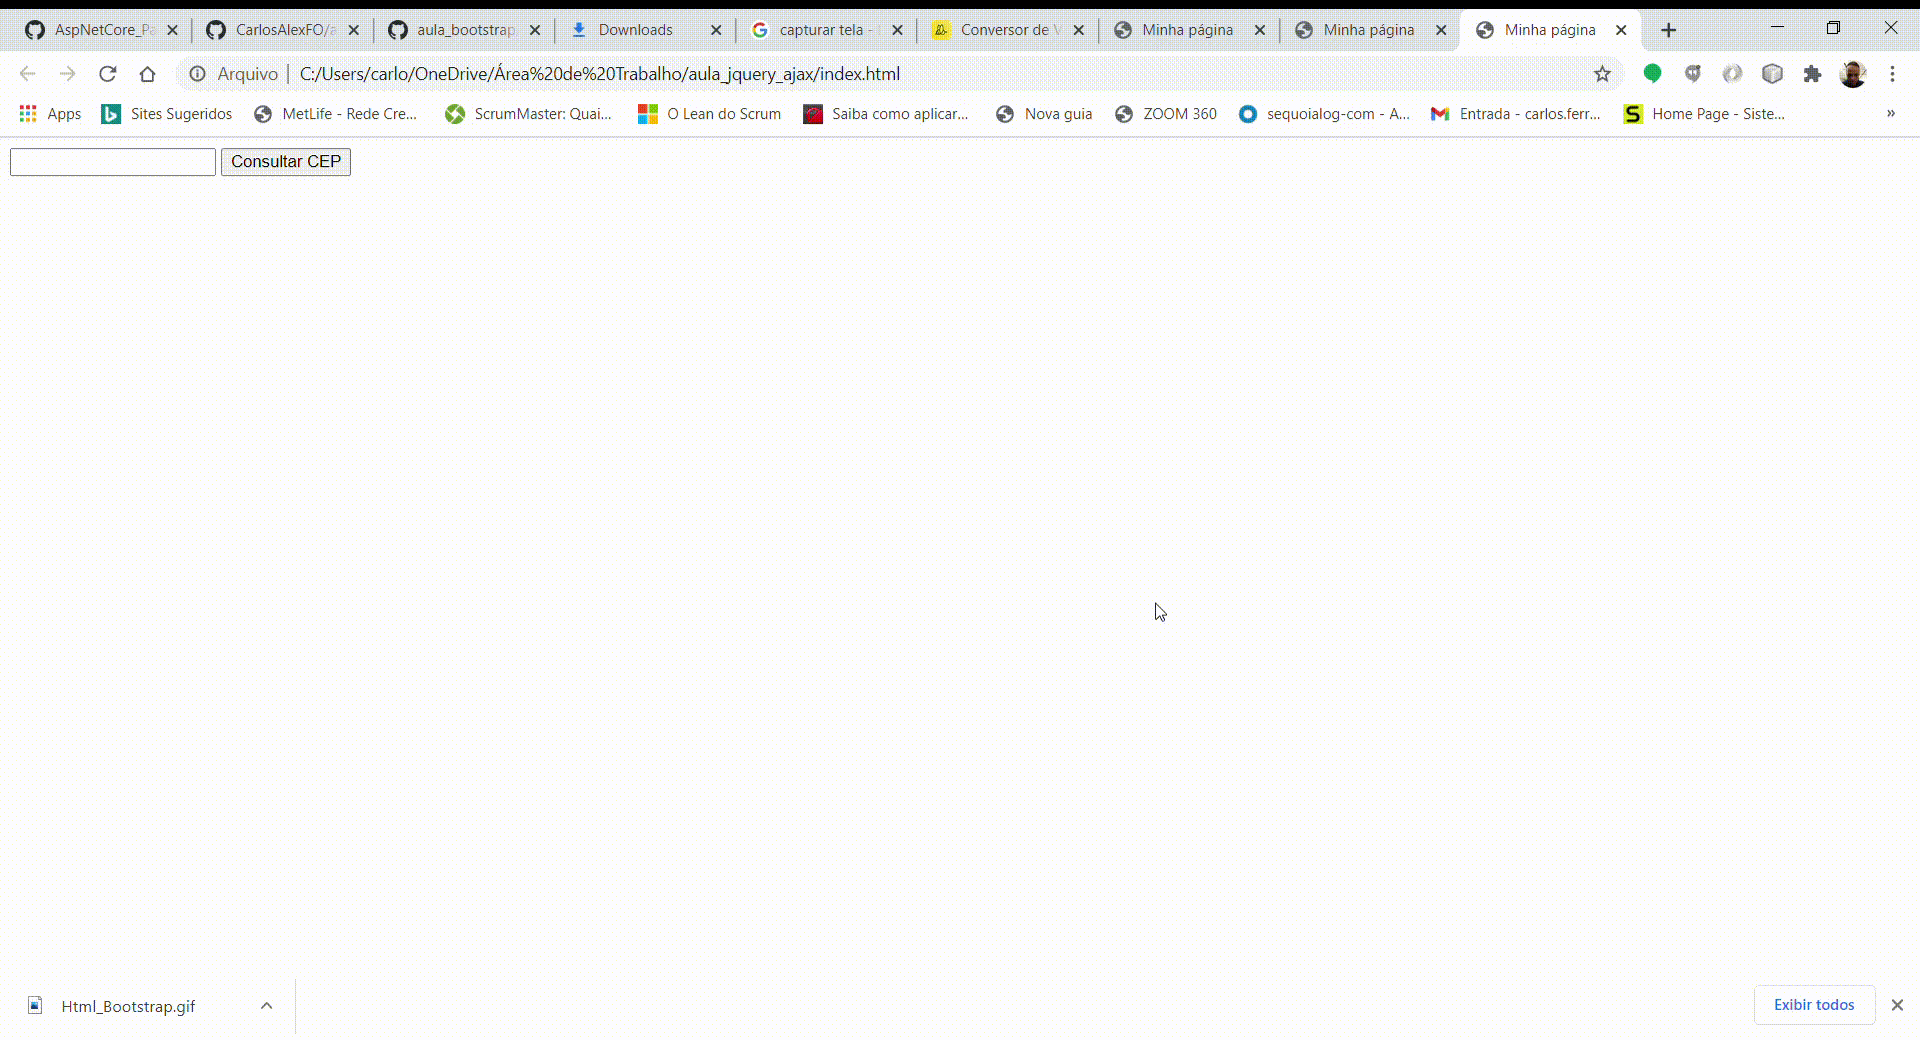 AspNetCore_Pa CarlosAlexFO/a aula_bootstrap Downloads capturar tela - Conversor de V Minha página Minha página Minha página
Arquivo | C:/Users/carlo/OneDrive/Área%20de%20Trabalho/aula_jquery_ajax/index.html
Apps Sites Sugeridos MetLife - Rede Cre... ScrumMaster: Quai... O Lean do Scrum Saiba como aplicar... Nova guia ZOOM 360 sequoialog-com - A... Entrada - carlos.ferr... Home Page - Siste... »
Consultar CEP
Html_Bootstrap.gif Exibir todos